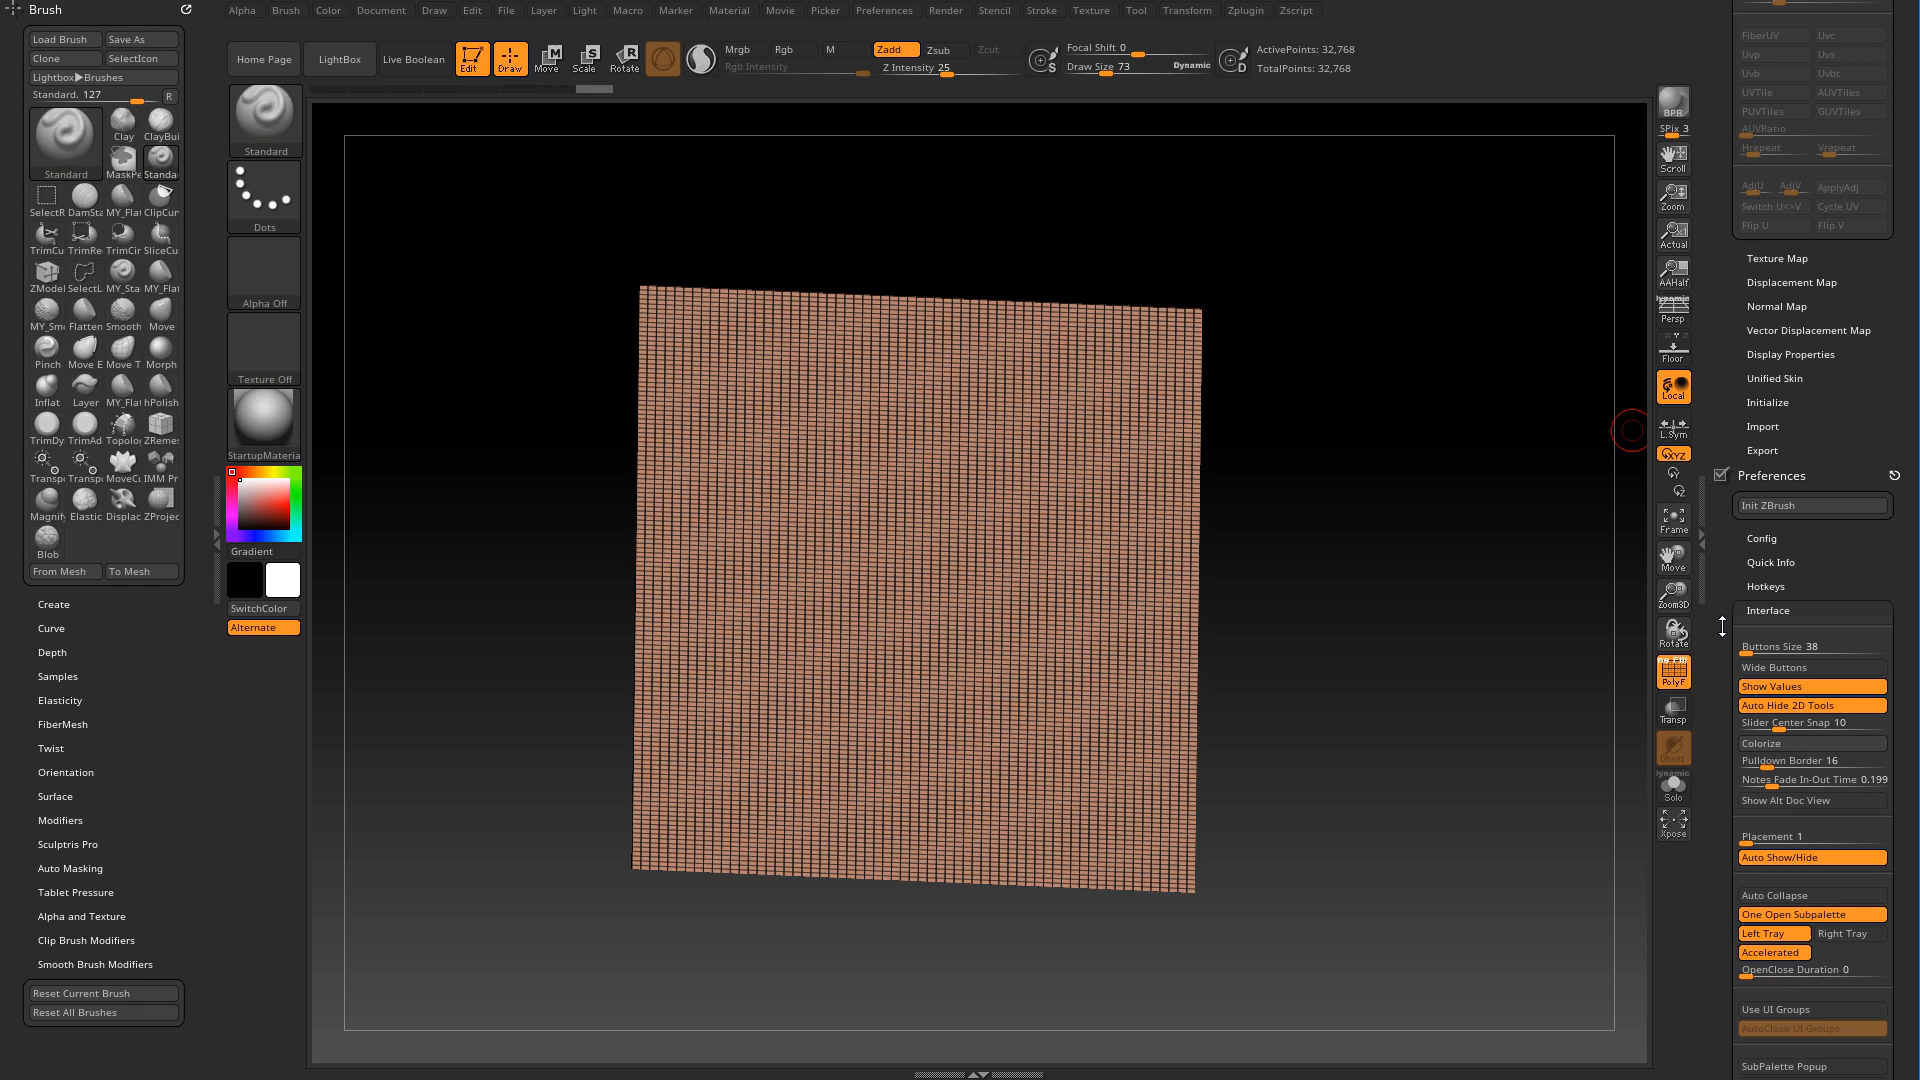 Brush
Alpha Brush Color Document Draw Edit File Layer Light Macro Marker Material Movie Picker Preferences Render Stencil Stroke Texture Tool Transform Zplugin Zscript
Load Brush Save As
Clone SelectIcon
Lightbox▶Brushes
Standard. 127 R
Standard
Clay ClayBui
MaskPe Standa
SelectR DamSta MY_Flat ClipCur
TrimCu TrimRe TrimCir SliceCu
ZModel SelectL MY_Sta MY_Flat
MY_Smo Flatten Smooth Move
Pinch Move E Move T Morph
Inflat Layer MY_Flat hPolish
TrimDy TrimAd Topolo ZRemes
Transp Transp MoveCu IMM Pr
Magnify Elastic Displac ZProjec
Blob
From Mesh To Mesh
Create
Curve
Depth
Samples
Elasticity
FiberMesh
Twist
Orientation
Surface
Modifiers
Sculptris Pro
Auto Masking
Tablet Pressure
Alpha and Texture
Clip Brush Modifiers
Smooth Brush Modifiers
Reset Current Brush
Reset All Brushes
Home Page LightBox Live Boolean Edit Draw Move Scale Rotate
Mrgb Rgb M Zadd Zsub Zcut
Rgb Intensity Z Intensity 25
S Focal Shift 0
Draw Size 73 Dynamic D
ActivePoints: 32,768
TotalPoints: 32,768
Standard
Dots
Alpha Off
Texture Off
StartupMateria
Gradient
SwitchColor
Alternate
BPR
SPix 3
Scroll
Zoom
Actual
AAHalf
Dynamic
Persp
Floor
Local
L.Sym
XYZ
Y
Z
Frame
Move
Zoom3D
Rotate
PolyF
Transp
Ghost
Dynamic
Solo
Xpose
FiberUV Uvc
Uvp Uvs
Uvb Uvbt
UVTile AUVTiles
PUVTiles GUVTiles
AUVRatio
Hrepeat Vrepeat
AdjU AdjV ApplyAdj
Switch U<>V Cycle UV
Flip U Flip V
Texture Map
Displacement Map
Normal Map
Vector Displacement Map
Display Properties
Unified Skin
Initialize
Import
Export
Preferences
Init ZBrush
Config
Quick Info
Hotkeys
Interface
Buttons Size 38
Wide Buttons
Show Values
Auto Hide 2D Tools
Slider Center Snap 10
Colorize
Pulldown Border 16
Notes Fade In-Out Time 0.199
Show Alt Doc View
Placement 1
Auto Show/Hide
Auto Collapse
One Open Subpalette
Left Tray Right Tray
Accelerated
OpenClose Duration 0
Use UI Groups
AutoClose UI Groups
SubPalette Popup